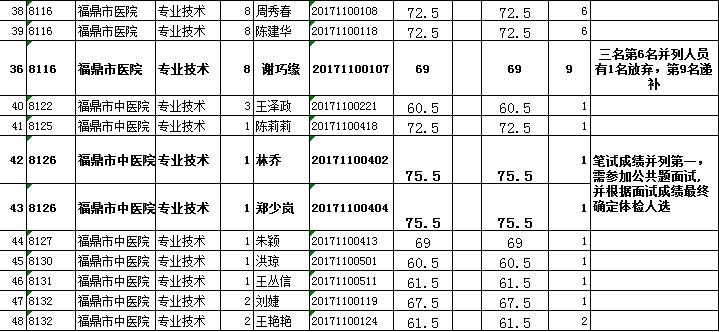 38 8116 福鼎市医院 专业技术 8 周秀春 20171100108 72.5 72.5 6
39 8116 福鼎市医院 专业技术 8 陈建华 20171100118 72.5 72.5 6
36 8116 福鼎市医院 专业技术 8 谢巧缘 20171100107 69 69 9 三名第6名并列人员
有1名放弃，第9名递
补
40 8122 福鼎市中医院 专业技术 3 王泽政 20171100221 60.5 60.5 1
41 8125 福鼎市中医院 专业技术 1 陈莉莉 20171100418 72.5 72.5 1
42 8126 福鼎市中医院 专业技术 1 林乔 20171100402 75.5 75.5 1
43 8126 福鼎市中医院 专业技术 1 郑少岚 20171100404 75.5 75.5 1
笔试成绩并列第一，
需参加公共题面试，
并根据面试成绩最终
确定体检人选
44 8127 福鼎市中医院 专业技术 1 朱颖 20171100413 69 69 1
45 8130 福鼎市中医院 专业技术 1 洪琼 20171100501 60.5 60.5 1
46 8131 福鼎市中医院 专业技术 1 王丛信 20171100511 61.5 61.5 1
47 8132 福鼎市中医院 专业技术 2 刘婕 20171100119 67.5 67.5 1
48 8132 福鼎市中医院 专业技术 2 王艳艳 20171100124 61.5 61.5 2